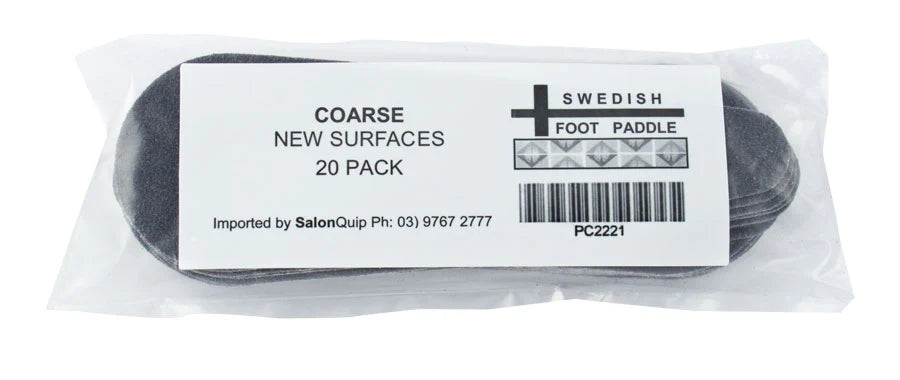 COARSE
NEW SURFACES
20 PACK
Imported by SalonQuip Ph: 03) 9767 2777
SWEDISH
FOOT PADDLE
PC2221